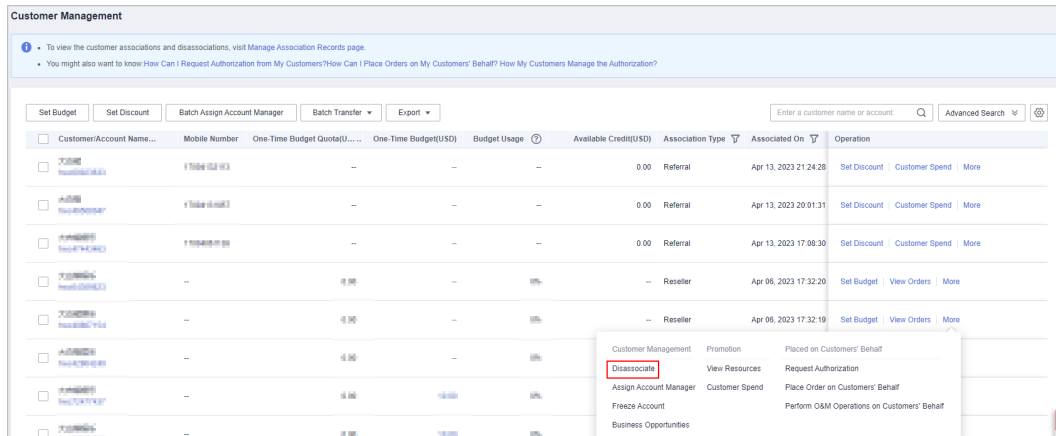 Customer Management
• To view the customer associations and disassociations, visit Manage Association Records page.
• You might also want to know:How Can I Request Authorization from My Customers?How Can I Place Orders on My Customers' Behalf? How My Customers Manage the Authorization?
Set Budget Set Discount Batch Assign Account Manager Batch Transfer Export Enter a customer name or account. Advanced Search
Customer/Account Name... Mobile Number One-Time Budget Quota(U... .. One-Time Budget(USD) Budget Usage Available Credit(USD) Association Type Associated On Operation
-- -- -- 0.00 Referral Apr 13, 2023 21:24:28 Set Discount Customer Spend More
-- -- -- 0.00 Referral Apr 13, 2023 20:01:31 Set Discount Customer Spend More
-- -- -- 0.00 Referral Apr 13, 2023 17:08:30 Set Discount Customer Spend More
-- -- -- Reseller Apr 06, 2023 17:32:20 Set Budget View Orders More
-- -- -- Reseller Apr 06, 2023 17:32:19 Set Budget View Orders More
-- --
--
--
Customer Management Promotion Placed on Customers' Behalf
Disassociate View Resources Request Authorization
Assign Account Manager Customer Spend Place Order on Customers' Behalf
Freeze Account Perform O&M Operations on Customers' Behalf
Business Opportunities